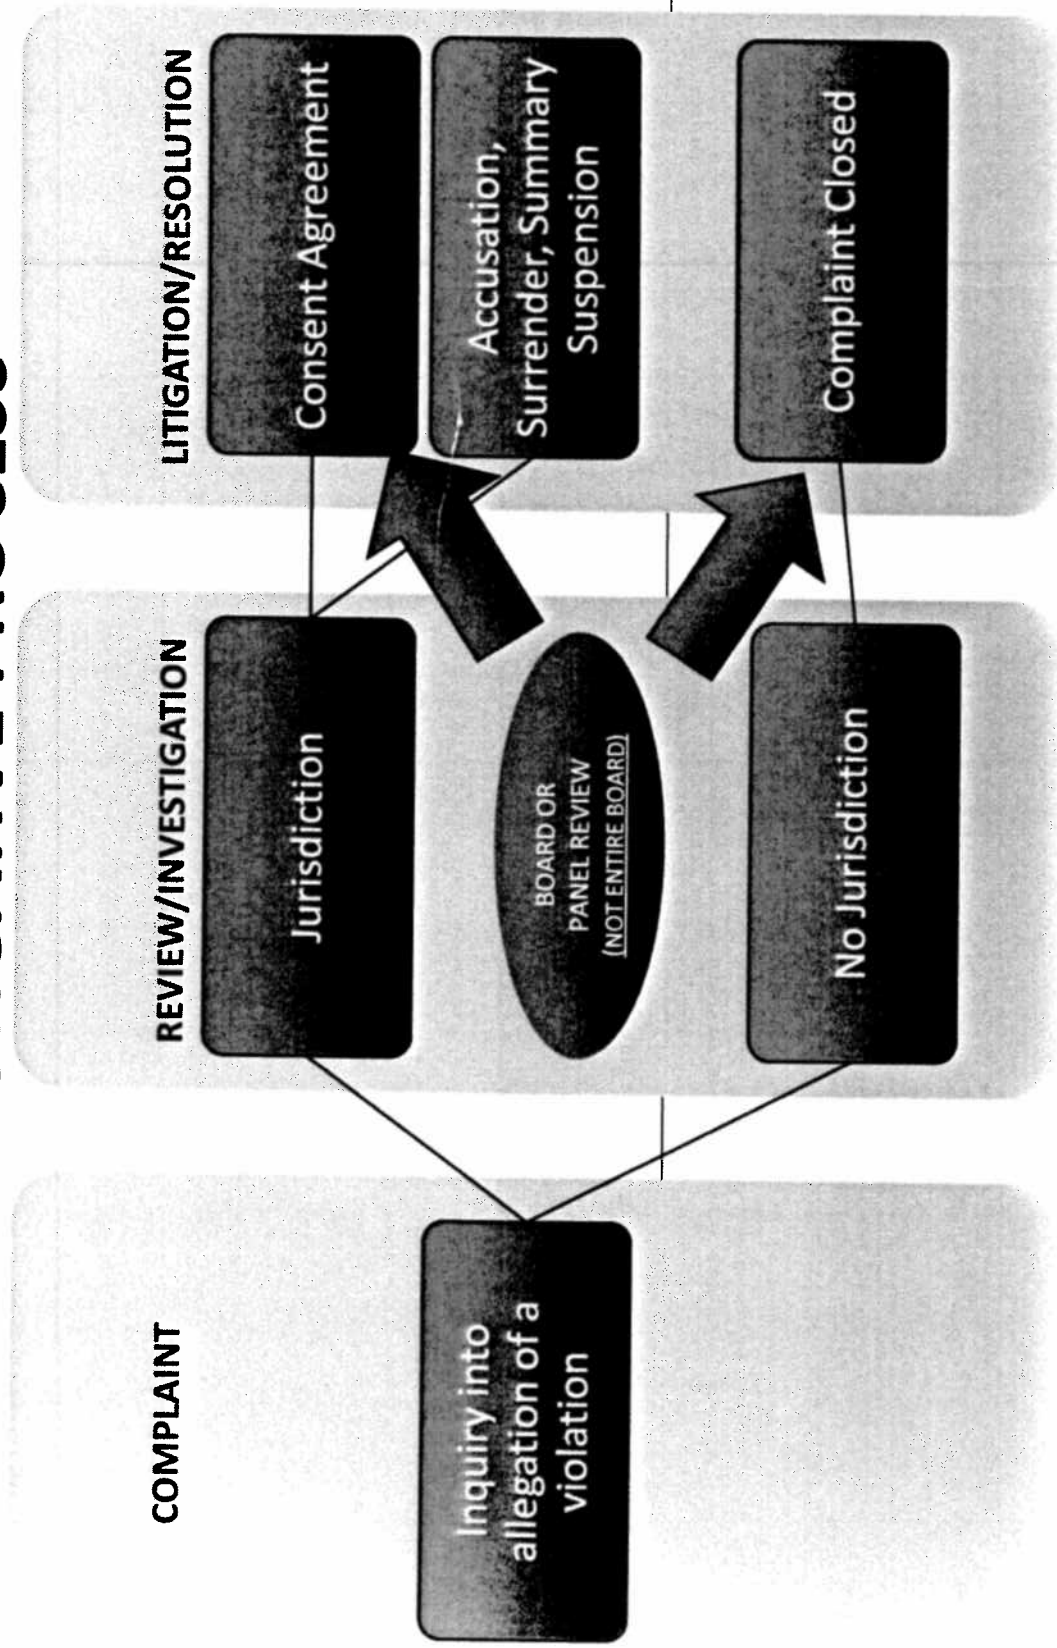 COMPLAINT
Inquiry into
allegation of a
violation
REVIEW/INVESTIGATION
Jurisdiction
BOARD OR
PANEL REVIEW
(NOT ENTIRE BOARD)
No Jurisdiction
LITIGATION/RESOLUTION
Consent Agreement
Accusation,
Surrender, Summary
Suspension
Complaint Closed